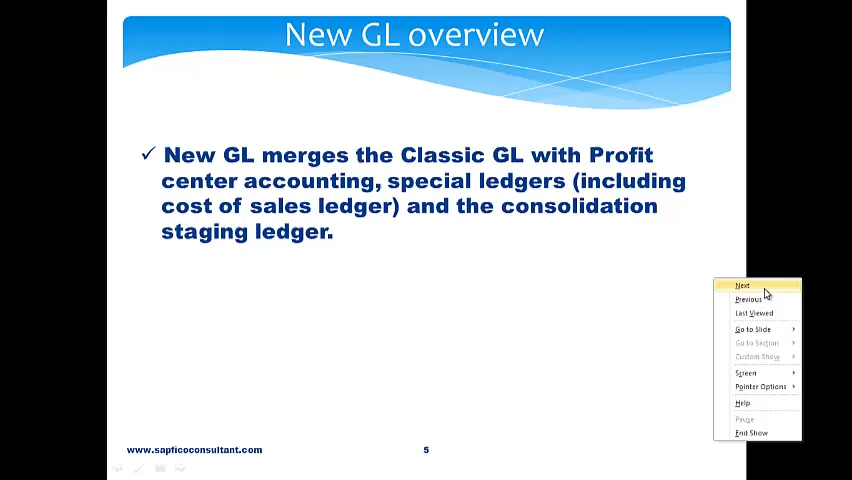 New GL overview
✓ New GL merges the Classic GL with Profit
center accounting, special ledgers (including
cost of sales ledger) and the consolidation
staging ledger.
Next
Previous
Last Viewed
Go to Slide
Go to Section
Custom Show
Screen
Pointer Options
Help
Pause
End Show
www.sapficoconsultant.com 5